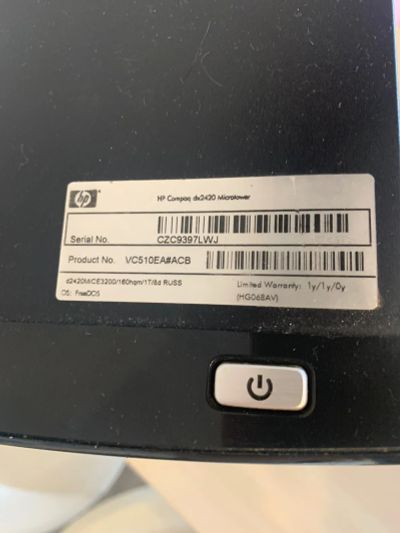 hp
HP Compaq dx2420 Microtower
Serial No. CZC9397LWJ
Product No. VC510EA#ACB
d2420MiCE3200/160hqm/1T/8d RUSS
Limited Warranty: 1y/1y/0y
OS: FreeDOS
(HG068AV)